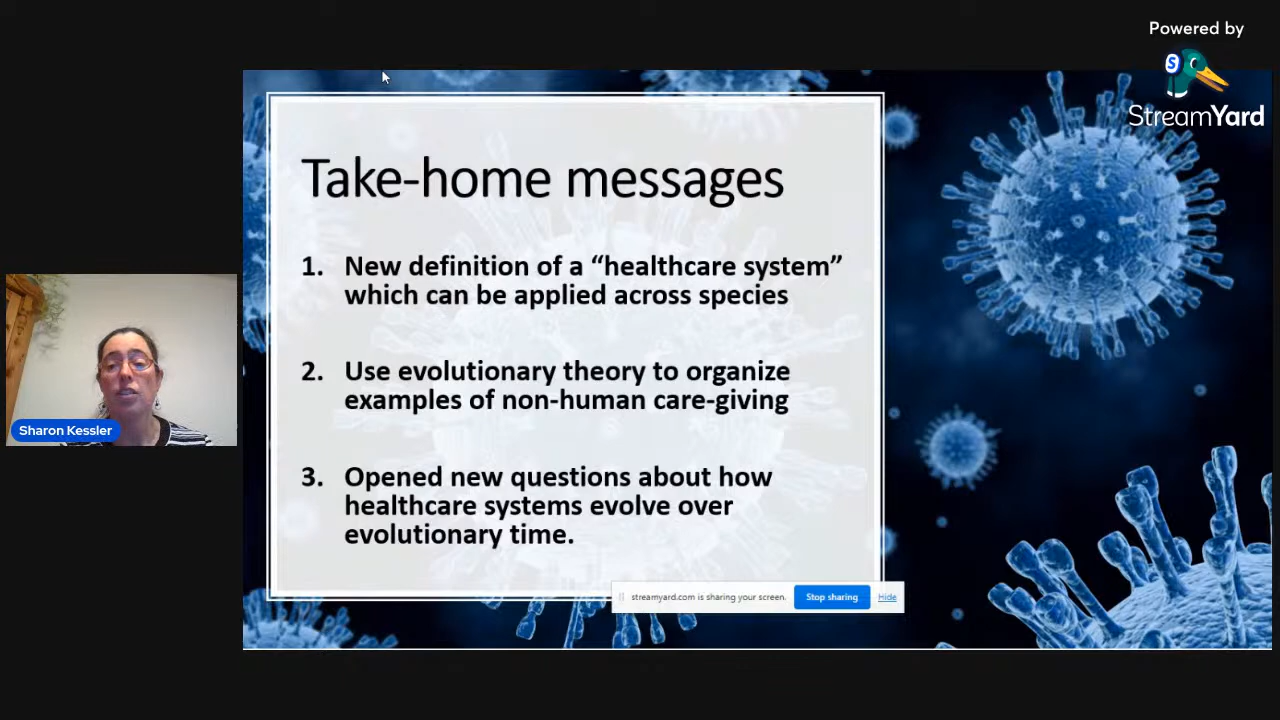 Powered by
StreamYard
Take-home messages
1. New definition of a “healthcare system”
which can be applied across species
2. Use evolutionary theory to organize
examples of non-human care-giving
3. Opened new questions about how
healthcare systems evolve over
evolutionary time.
Sharon Kessler
streamyard.com is sharing your screen. Stop sharing Hide